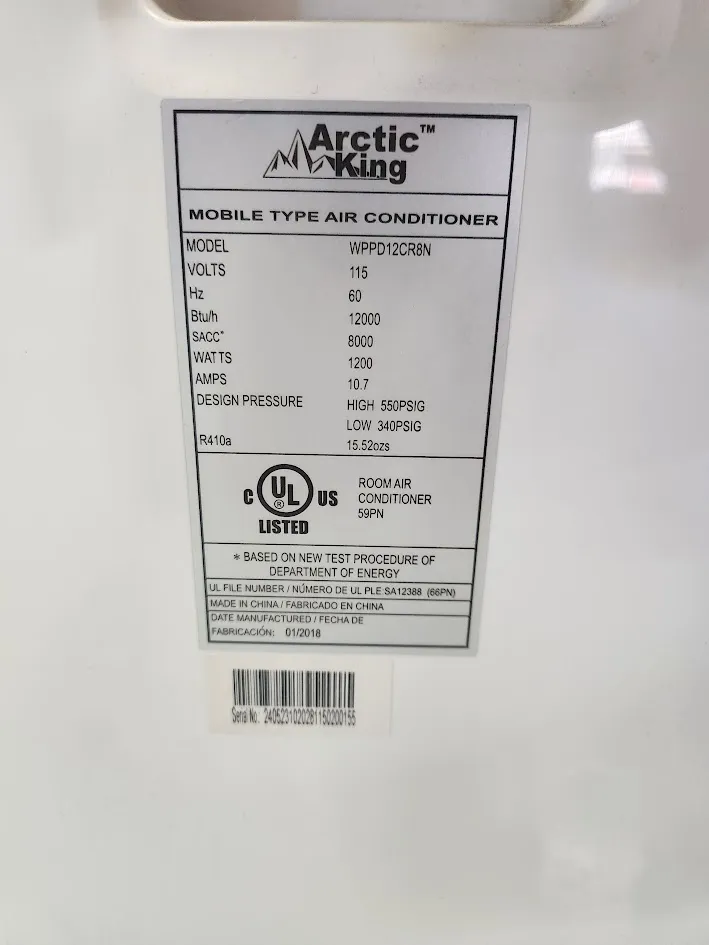 Arctic™
King
MOBILE TYPE AIR CONDITIONER
MODEL WPPD12CR8N
VOLTS 115
Hz 60
Btu/h 12000
SACC* 8000
WATTS 1200
AMPS 10.7
DESIGN PRESSURE HIGH 550PSIG
LOW 340PSIG
R410a 15.52ozs
C UL® US
LISTED
ROOM AIR
CONDITIONER
59PN
* BASED ON NEW TEST PROCEDURE OF
DEPARTMENT OF ENERGY
UL FILE NUMBER / NÚMERO DE UL PLE SA12388 (66PN)
MADE IN CHINA / FABRICADO EN CHINA
DATE MANUFACTURED / FECHA DE
FABRICACIÓN: 01/2018
Serial No.: 2405231020281150200155